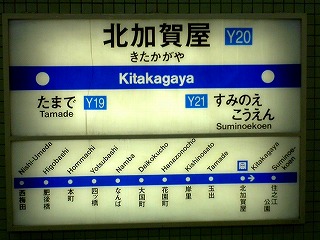 北加賀屋 Y20
きたかがや
Kitakagaya
たまで Y19
Tamade
Y21 すみのえこうえん
Suminoekoen
Nishi-Umeda Higobashi Hommachi Yotsubashi Namba Daikokucho Hanazonocho Kishinosato Tamade Kitakagaya Suminoe-koen
西梅田 肥後橋 本町 四ツ橋 なんば 大国町 花園町 岸里 玉出 北加賀屋 住之江公園